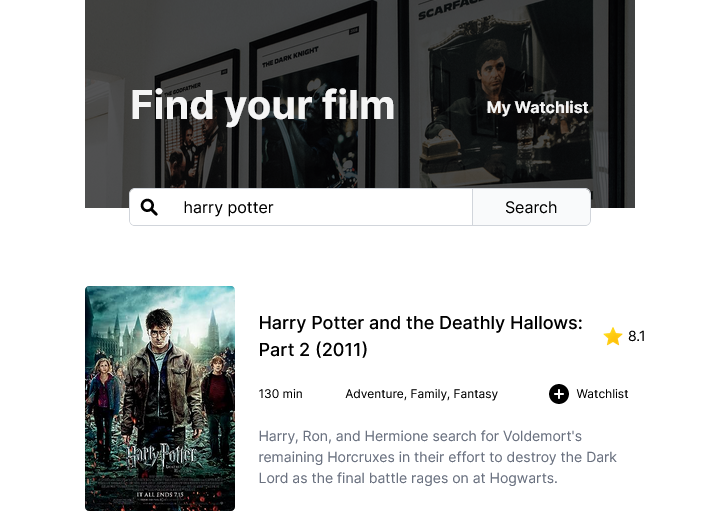 SCARFACE
THE DARK KNIGHT
THE GODFATHER
Find your film
My Watchlist
harry potter
Search
Harry Potter and the Deathly Hallows:
Part 2 (2011)
8.1
130 min
Adventure, Family, Fantasy
Watchlist
Harry, Ron, and Hermione search for Voldemort's
remaining Horcruxes in their effort to destroy the Dark
Lord as the final battle rages on at Hogwarts.
Harry Potter
IT ALL ENDS 7.15